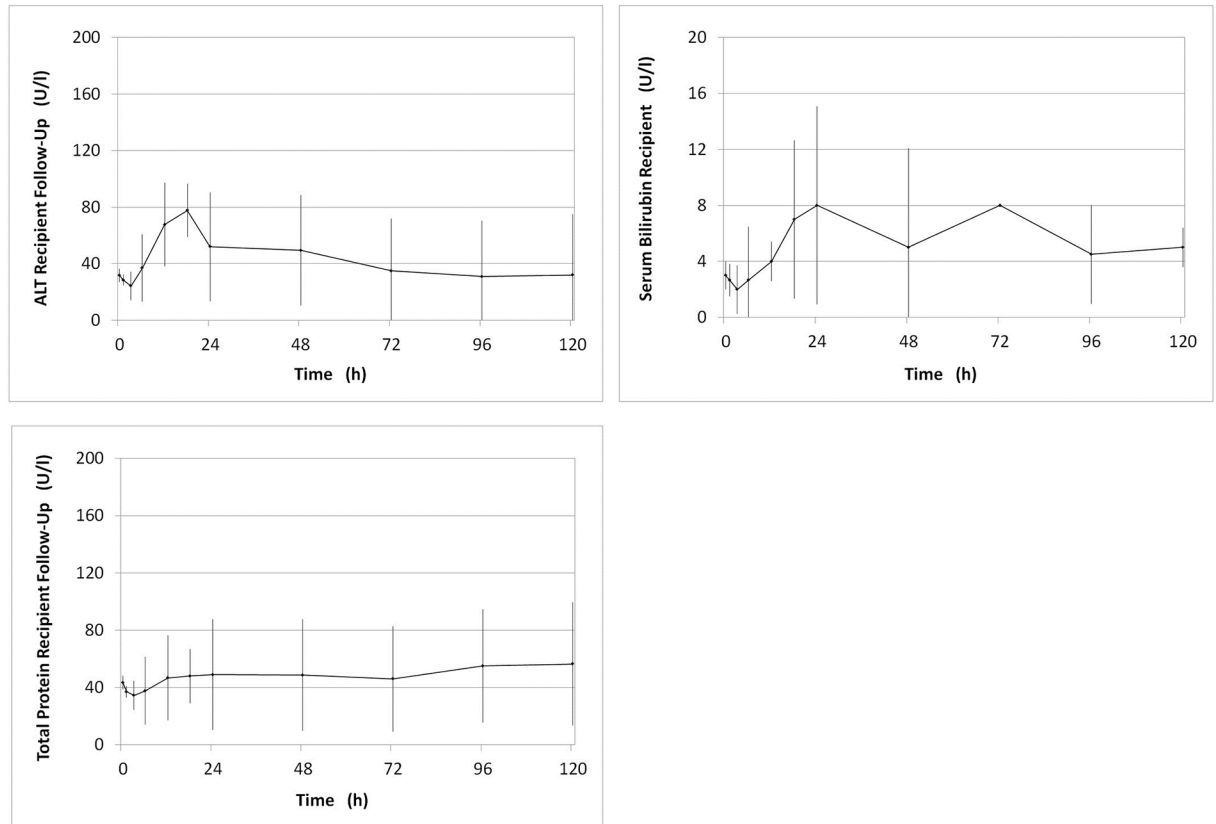 ALT Recipient Follow-Up (U/l)
200
160
120
80
40
0
0 24 48 72 96 120
Time (h)
Serum Bilirubin Recipient (U/l)
20
16
12
8
4
0
0 24 48 72 96 120
Time (h)
Total Protein Recipient Follow-Up (U/l)
200
160
120
80
40
0
0 24 48 72 96 120
Time (h)